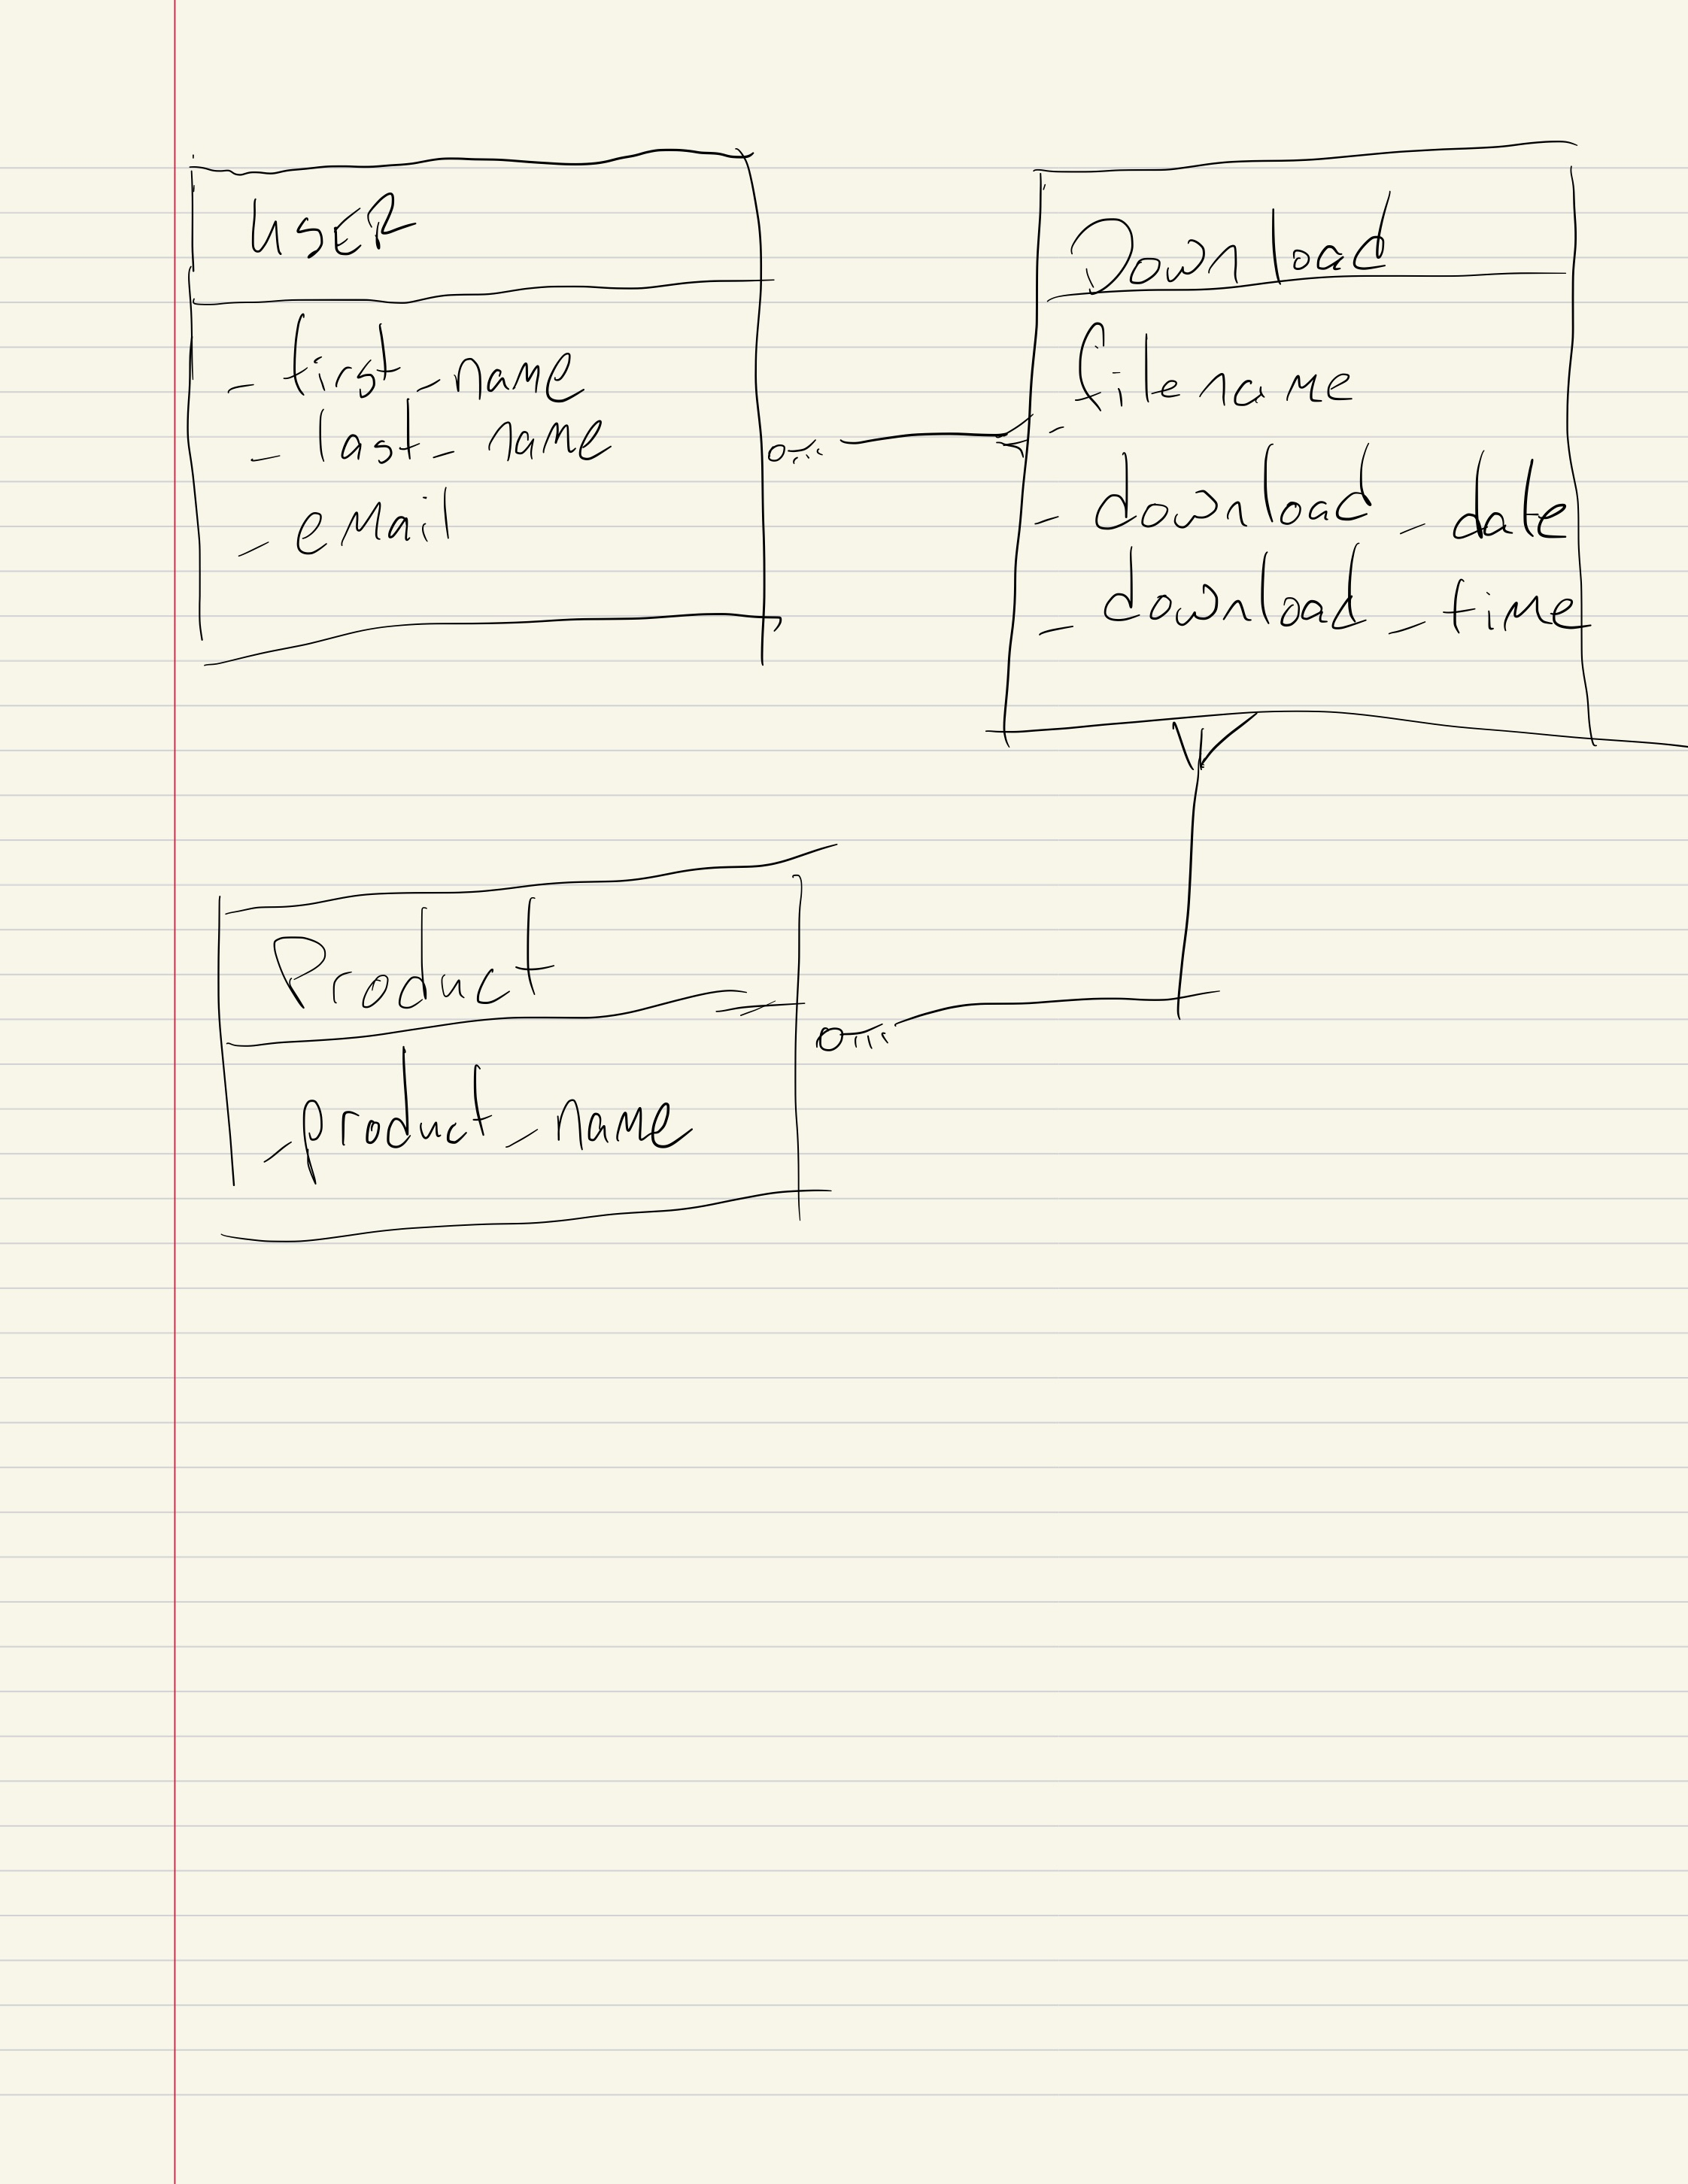 USER
- first_name
- last_name
- email
Download
- filename
- download_date
- download_time
Product
- product_name